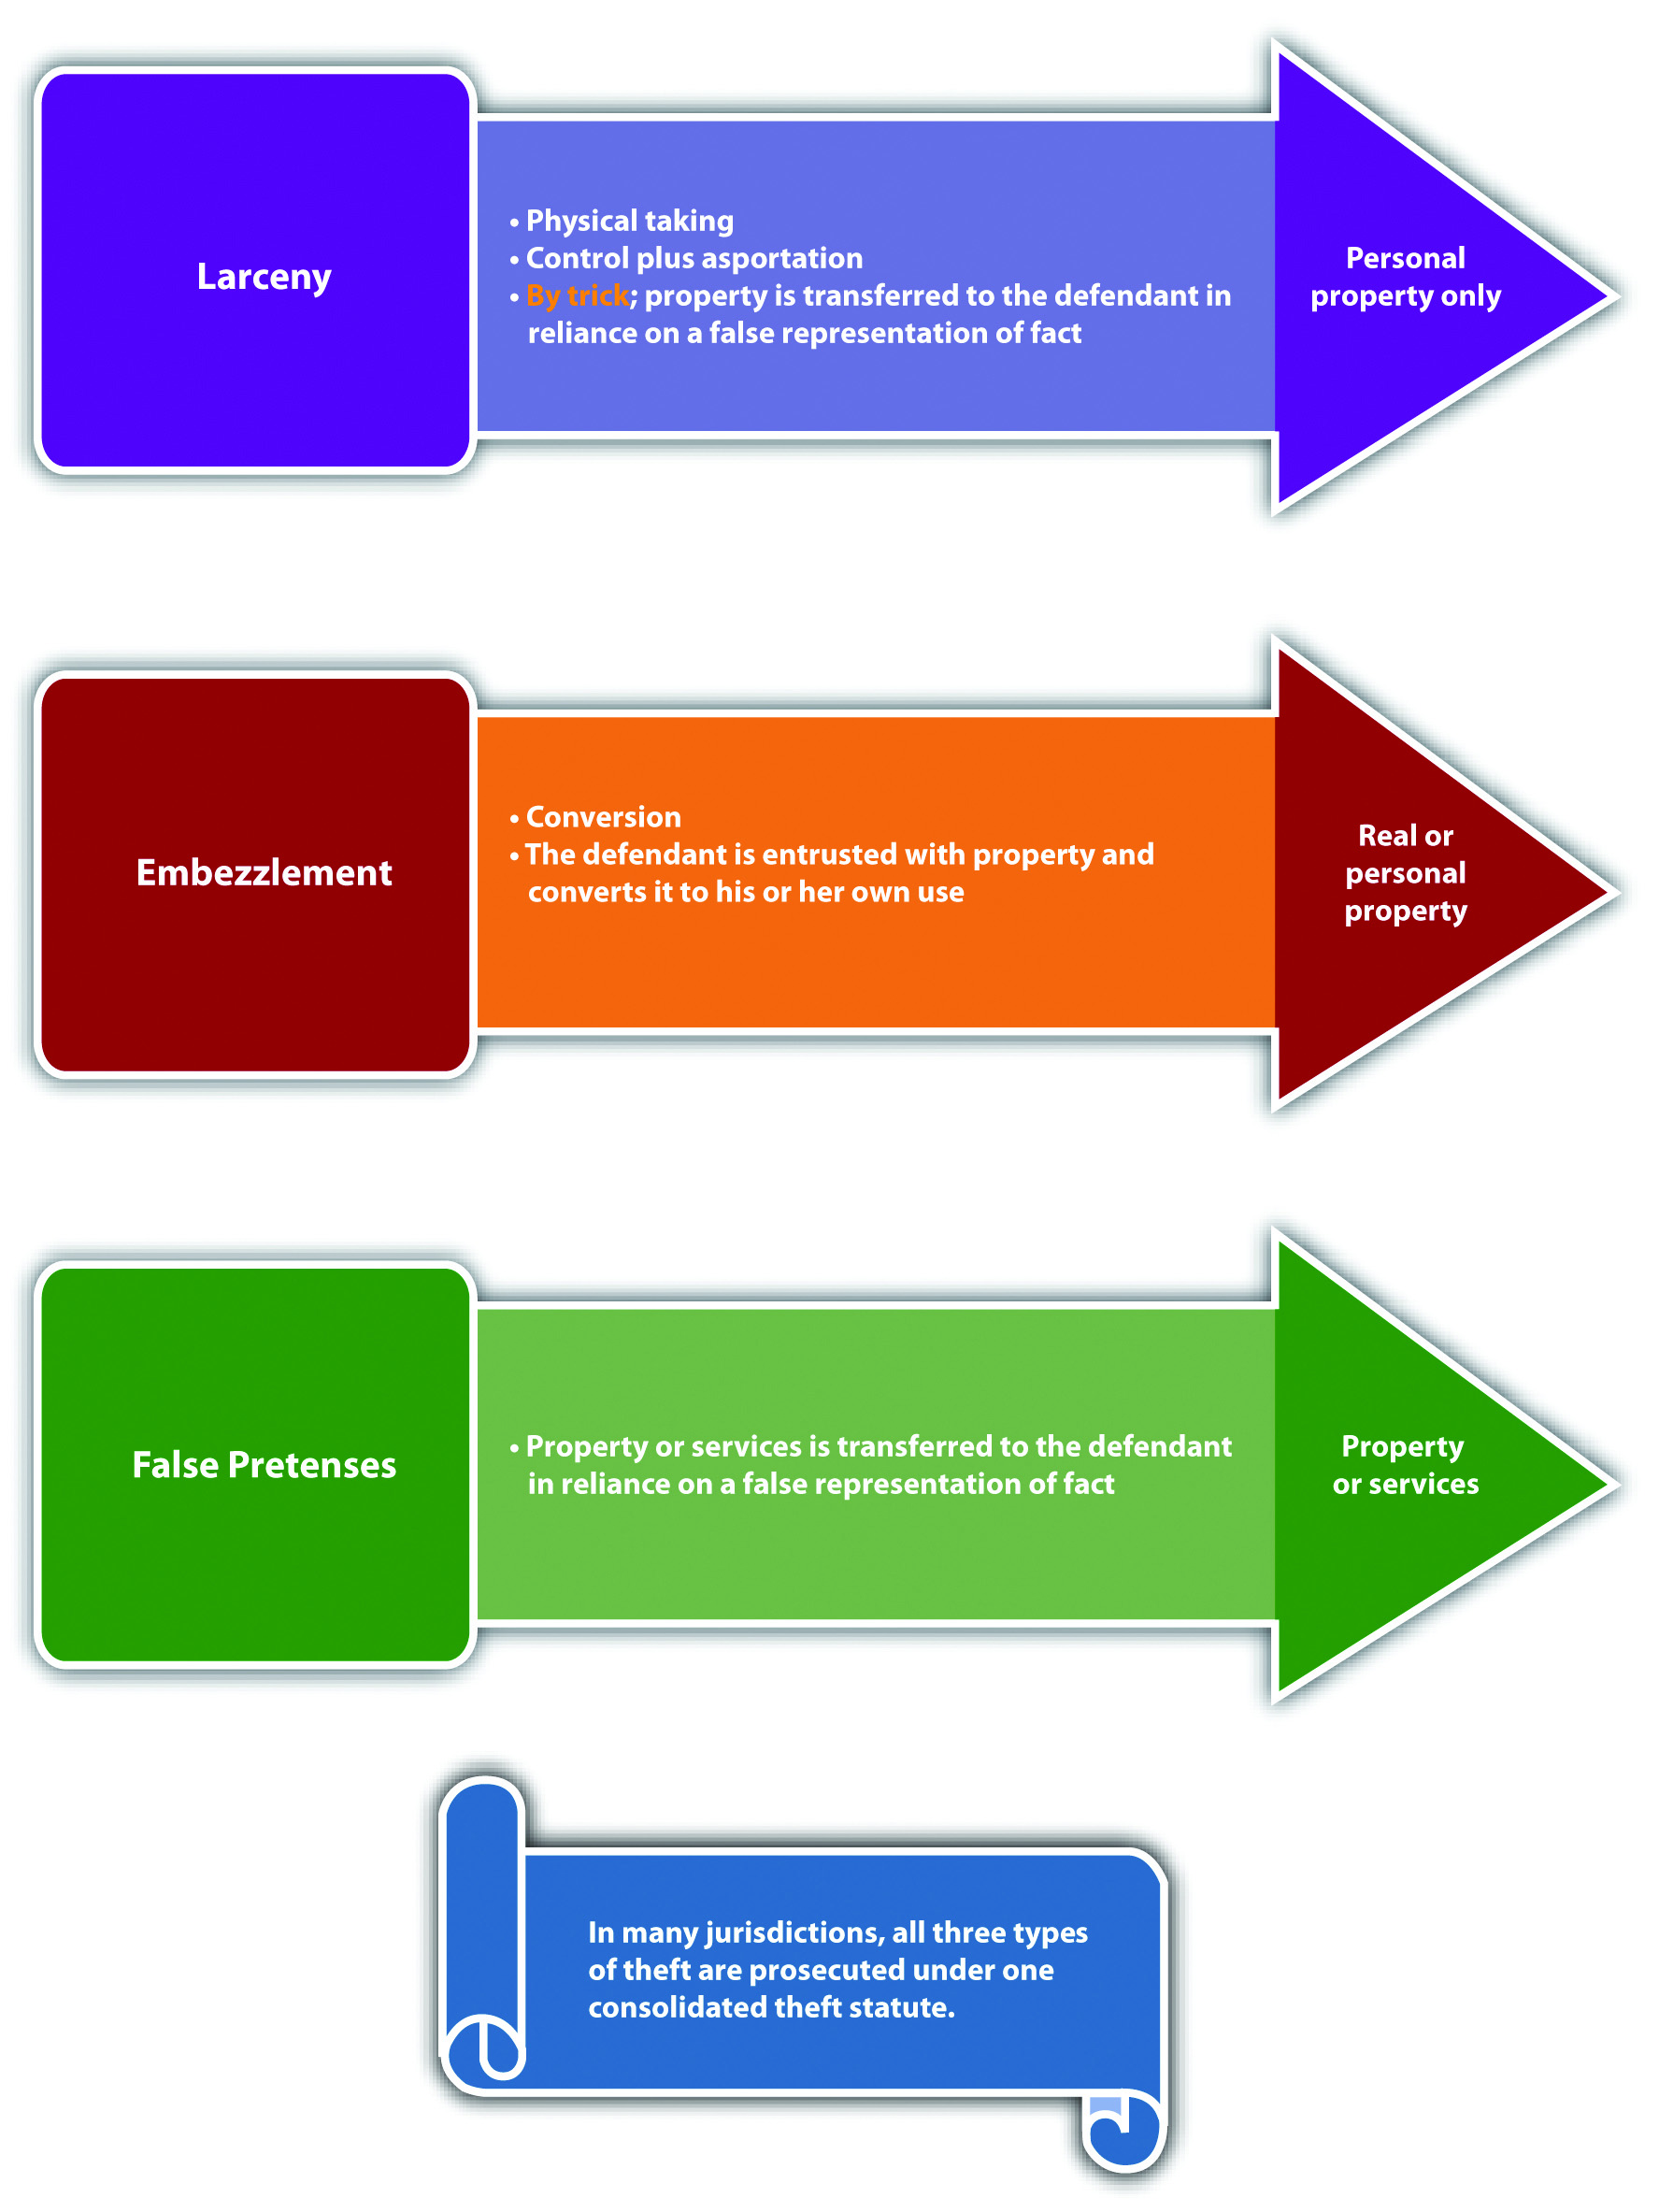 Larceny
• Physical taking
• Control plus asportation
• By trick; property is transferred to the defendant in
reliance on a false representation of fact
Personal
property only
Embezzlement
• Conversion
• The defendant is entrusted with property and
converts it to his or her own use
Real or
personal
property
False Pretenses
• Property or services is transferred to the defendant
in reliance on a false representation of fact
Property
or services
In many jurisdictions, all three types
of theft are prosecuted under one
consolidated theft statute.